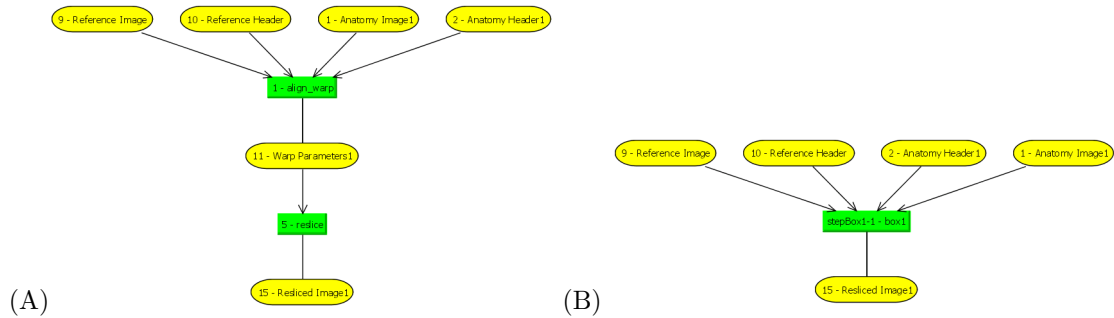 9 - Reference Image
10 - Reference Header
1 - Anatomy Image1
2 - Anatomy Header1
1 - align_warp
11 - Warp Parameters1
5 - reslice
15 - Resliced Image1
(A)
9 - Reference Image
10 - Reference Header
2 - Anatomy Header1
1 - Anatomy Image1
stepBox1-1 - box1
15 - Resliced Image1
(B)